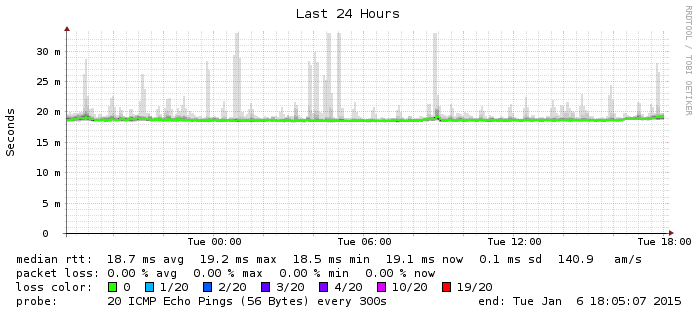 Last 24 Hours
RRDTOOL / TOBI OETIKER
Seconds
30 m
25 m
20 m
15 m
10 m
5 m
0
Tue 00:00 Tue 06:00 Tue 12:00 Tue 18:00
median rtt: 18.7 ms avg 19.2 ms max 18.5 ms min 19.1 ms now 0.1 ms sd 140.9 am/s
packet loss: 0.00 % avg 0.00 % max 0.00 % min 0.00 % now
loss color: 0 1/20 2/20 3/20 4/20 10/20 19/20
probe: 20 ICMP Echo Pings (56 Bytes) every 300s end: Tue Jan 6 18:05:07 2015